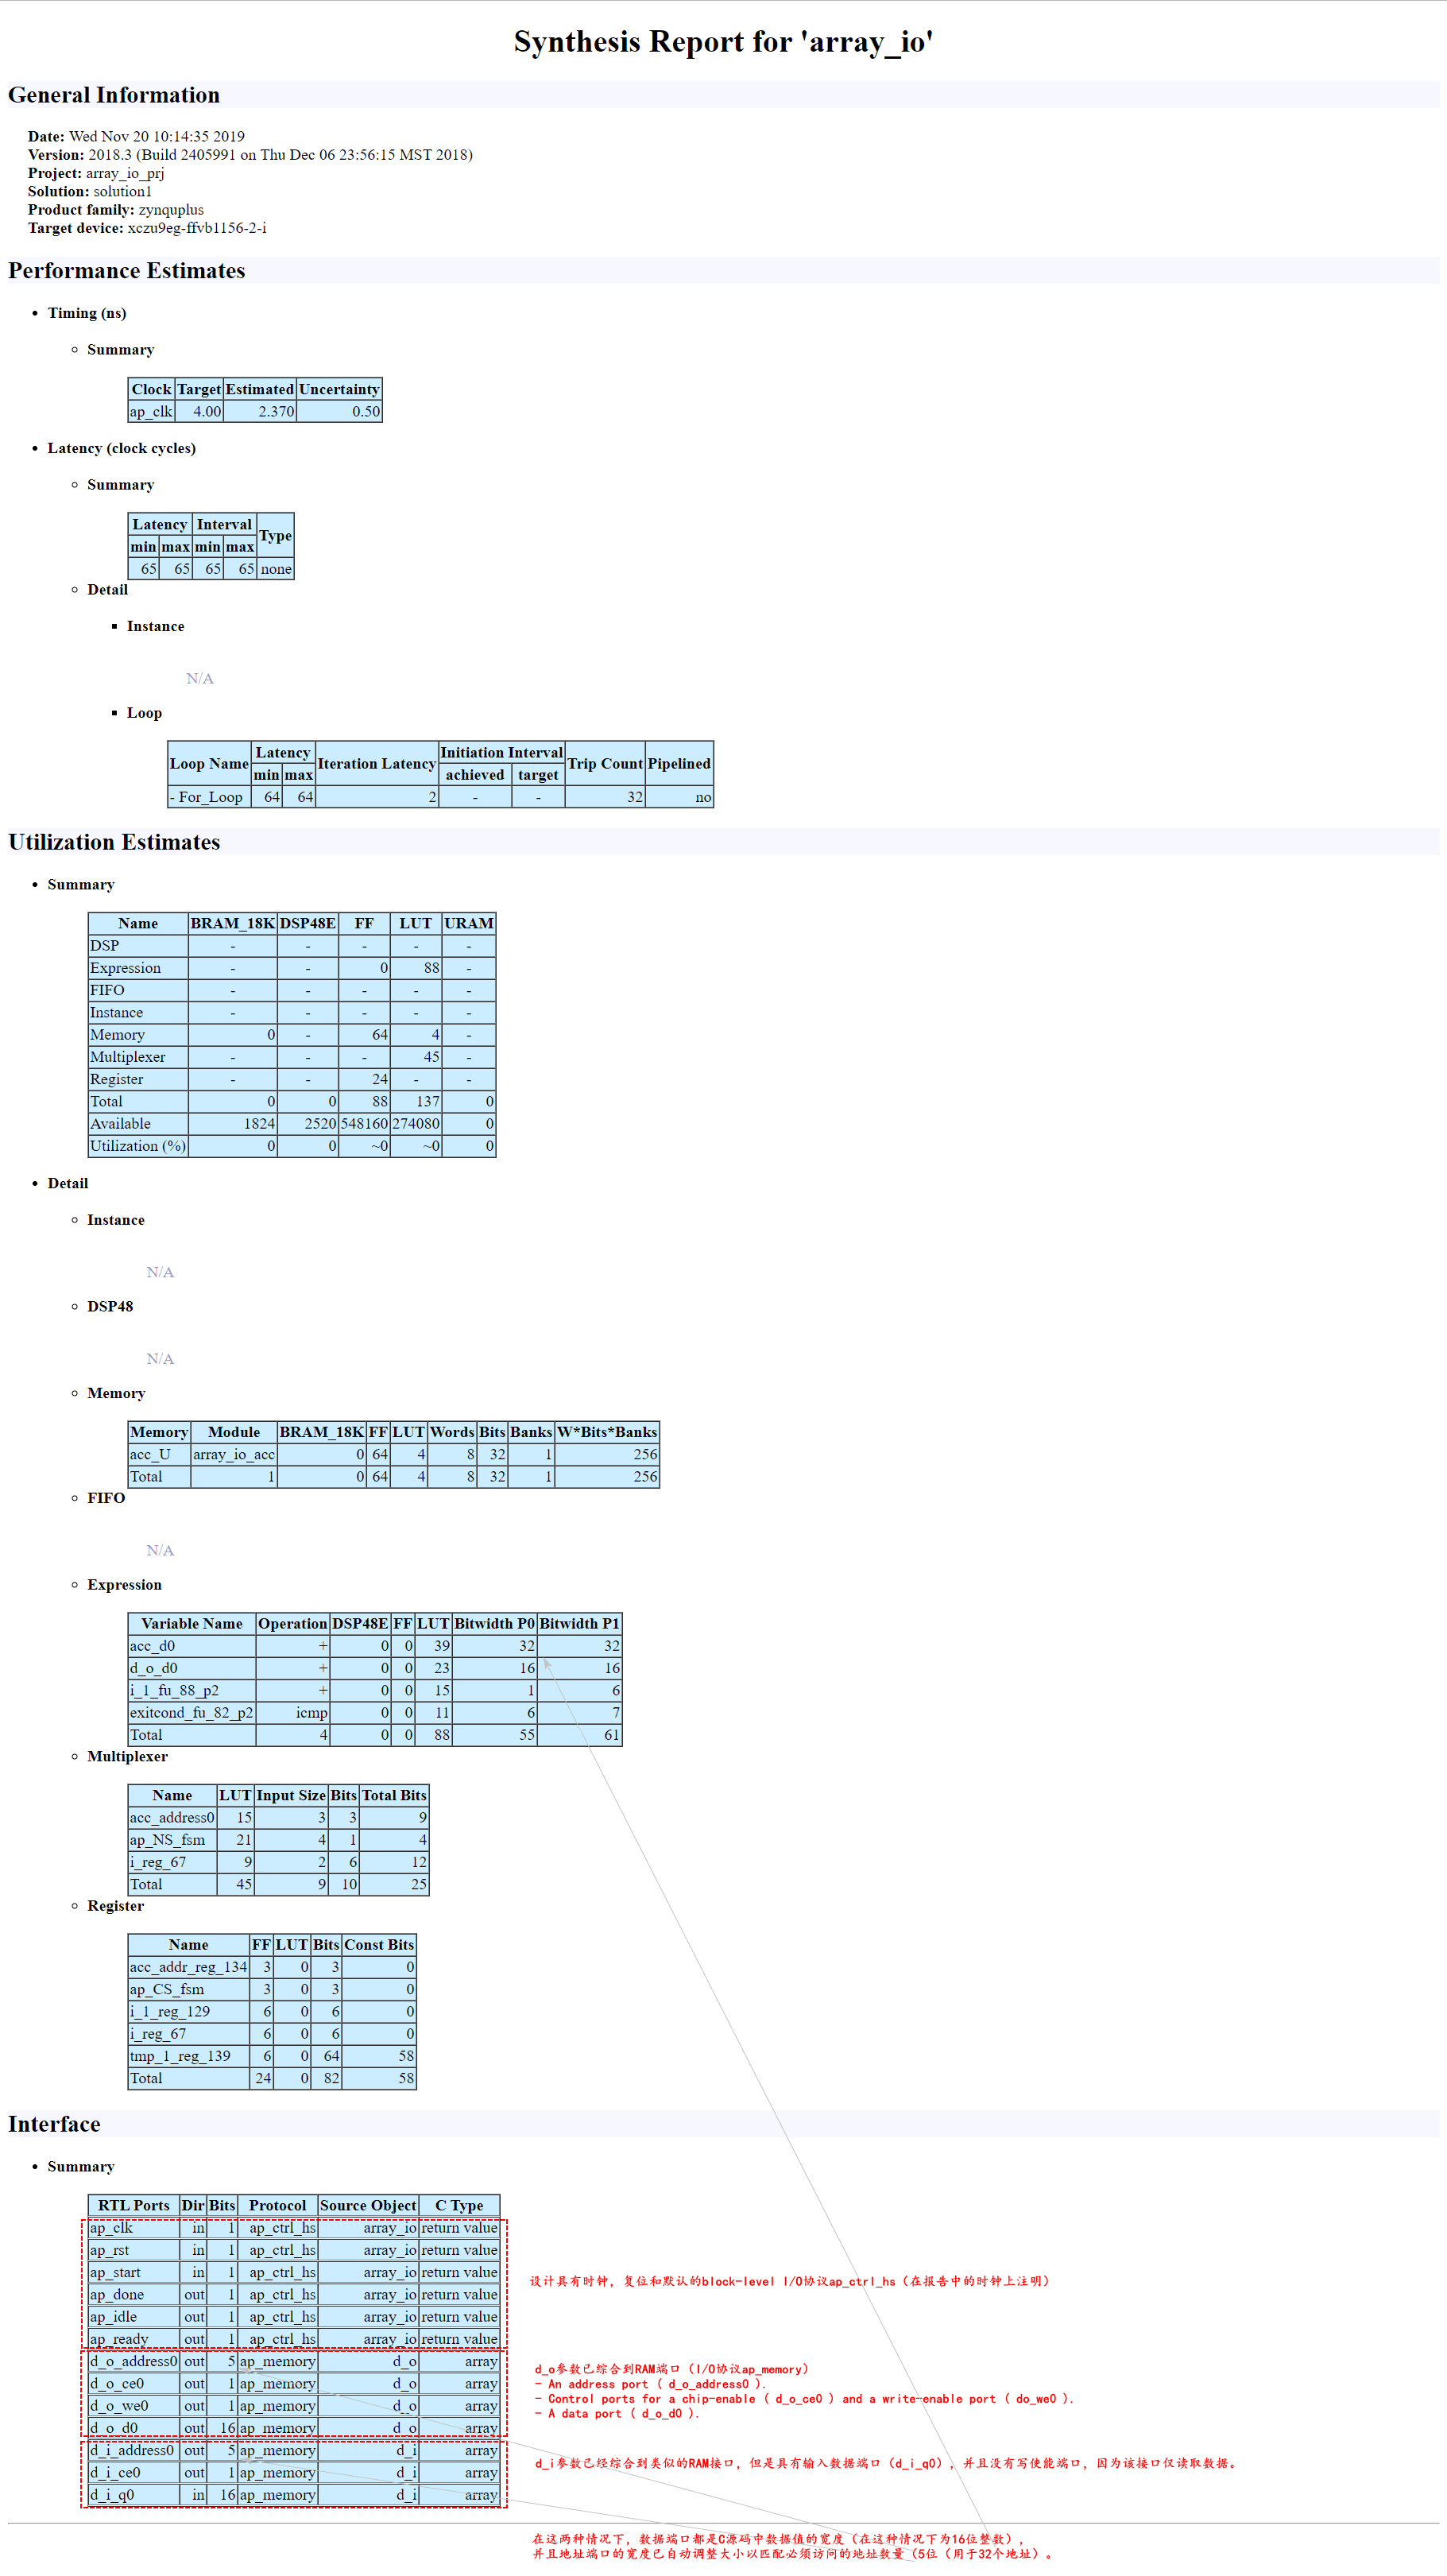 Synthesis Report for 'array_io'
General Information
Date: Wed Nov 20 10:14:35 2019
Version: 2018.3 (Build 2405991 on Thu Dec 06 23:56:15 MST 2018)
Project: array_io_prj
Solution: solution1
Product family: zynquplus
Target device: xczu9eg-ffvb1156-2-i
Performance Estimates
Timing (ns)
Summary
Clock Target Estimated Uncertainty
ap_clk 4.00 2.370 0.50
Latency (clock cycles)
Summary
Latency Interval Type
min max min max
65 65 65 65 none
Detail
Instance
N/A
Loop
Loop Name Latency Iteration Latency Initiation Interval Trip Count Pipelined
min max achieved target
- For_Loop 64 64 2 - - 32 no
Utilization Estimates
Summary
Name BRAM_18K DSP48E FF LUT URAM
DSP - - - - -
Expression - - 0 88 -
FIFO - - - - -
Instance - - - - -
Memory 0 - 64 4 -
Multiplexer - - - 45 -
Register - - 24 - -
Total 0 0 88 137 0
Available 1824 2520 548160 274080 0
Utilization (%) 0 0 ~0 ~0 0
Detail
Instance
N/A
DSP48
N/A
Memory
Memory Module BRAM_18K FF LUT Words Bits Banks W*Bits*Banks
acc_U array_io_acc 0 64 4 8 32 1 256
Total 1 0 64 4 8 32 1 256
FIFO
N/A
Expression
Variable Name Operation DSP48E FF LUT Bitwidth P0 Bitwidth P1
acc_d0 + 0 0 39 32 32
d_o_d0 + 0 0 23 16 16
i_1_fu_88_p2 + 0 0 15 1 6
exitcond_fu_82_p2 icmp 0 0 11 6 7
Total 4 0 0 88 55 61
Multiplexer
Name LUT Input Size Bits Total Bits
acc_address0 15 3 3 9
ap_NS_fsm 21 4 1 4
i_reg_67 9 2 6 12
Total 45 9 10 25
Register
Name FF LUT Bits Const Bits
acc_addr_reg_134 3 0 3 0
ap_CS_fsm 3 0 3 0
i_1_reg_129 6 0 6 0
i_reg_67 6 0 6 0
tmp_1_reg_139 6 0 64 58
Total 24 0 82 58
Interface
Summary
RTL Ports Dir Bits Protocol Source Object C Type
ap_clk in 1 ap_ctrl_hs array_io return value
ap_rst in 1 ap_ctrl_hs array_io return value
ap_start in 1 ap_ctrl_hs array_io return value
ap_done out 1 ap_ctrl_hs array_io return value
ap_idle out 1 ap_ctrl_hs array_io return value
ap_ready out 1 ap_ctrl_hs array_io return value
设计具有时钟，复位和默认的block-level I/O协议ap_ctrl_hs（在报告中的时钟上注明）
d_o_address0 out 5 ap_memory d_o array
d_o_ce0 out 1 ap_memory d_o array
d_o_we0 out 1 ap_memory d_o array
d_o_d0 out 16 ap_memory d_o array
d_o参数已综合到RAM端口（I/O协议ap_memory）
- An address port ( d_o_address0 ).
- Control ports for a chip-enable ( d_o_ce0 ) and a write-enable port ( do_we0 ).
- A data port ( d_o_d0 ).
d_i_address0 out 5 ap_memory d_i array
d_i_ce0 out 1 ap_memory d_i array
d_i_q0 in 16 ap_memory d_i array
d_i参数已经综合到类似的RAM接口，但是具有输入数据端口（d_i_q0），并且没有写使能端口，因为该接口仅读取数据。
在这两种情况下，数据端口都是C源码中数据值的宽度（在这种情况下为16位整数），
并且地址端口的宽度已自动调整大小以匹配必须访问的地址数量（5位（用于32个地址）。